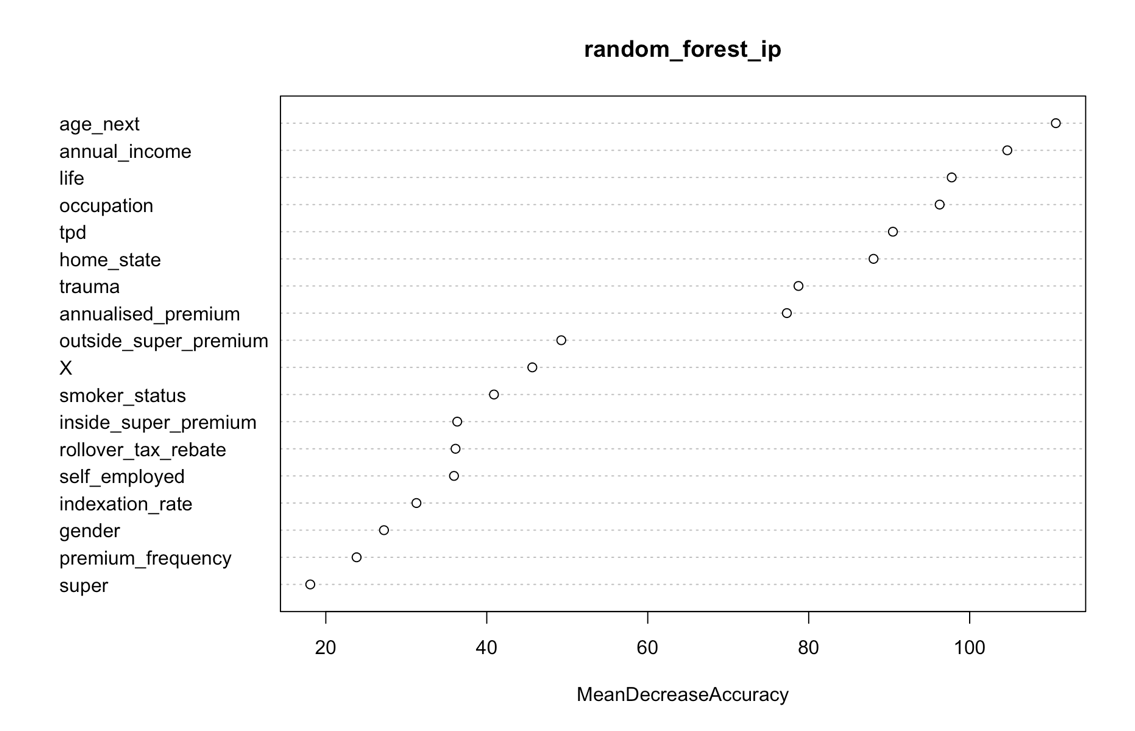 random_forest_ip
age_next
annual_income
life
occupation
tpd
home_state
trauma
annualised_premium
outside_super_premium
X
smoker_status
inside_super_premium
rollover_tax_rebate
self_employed
indexation_rate
gender
premium_frequency
super
20 40 60 80 100
MeanDecreaseAccuracy